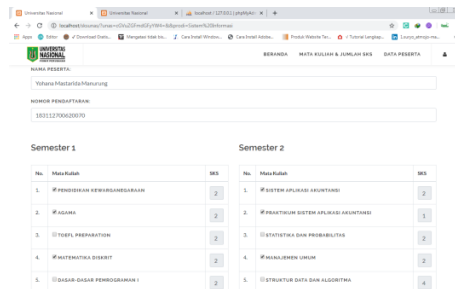 Universitas Nasional
Universitas Nasional
localhost / 127.0.0.1 | phpMyAdm
Apps
Editor
Download Gratis,
Mengatasi tidak bis...
Cara Install Window...
Cara Install Adobe...
Produk Website Ter...
Tutorial Lengkap...
UNIVERSITAS
NASIONAL
BERANDA
MATA KULIAH & JUMLAH SKS
DATA PESERTA
NAMA PESERTA:
Yohana Mastarida Manurung
NOMOR PENDAFTARAN:
183112700620070
Semester 1
Semester 2
No. Mata Kuliah SKS
No. Mata Kuliah SKS
1. PENDIDIKAN KEWARGANEGARAAN 2
1. SISTEM APLIKASI AKUNTANSI 2
2. AGAMA 2
2. PRAKTIKUM SISTEM APLIKASI AKUNTANSI 1
3. TOEFL PREPARATION 2
3. STATISTIKA DAN PROBABILITAS 2
4. MATEMATIKA DISKRIT 2
4. MANAJEMEN UMUM 2
5. DASAR-DASAR PEMROGRAMAN I 2
5. STRUKTUR DATA DAN ALGORITMA 4